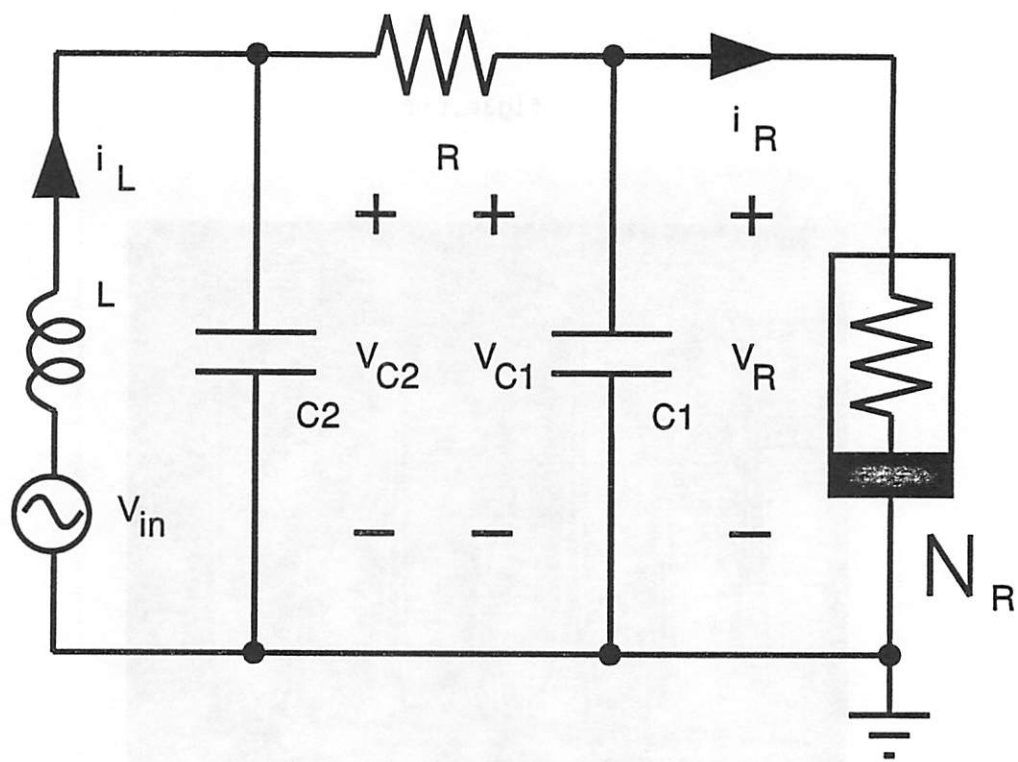 i L
R
i R
L
+ + +
V C2
V C1
V R
C2
C1
V in
− − −
N R